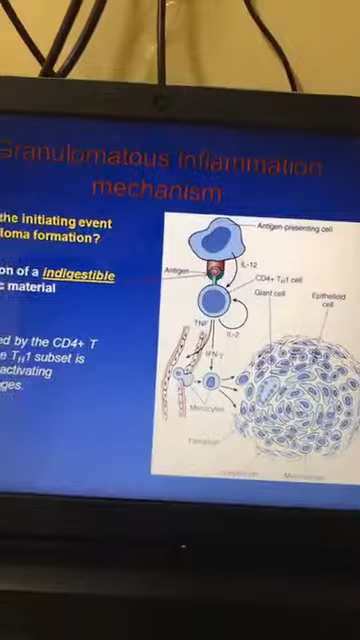 Granulomatous Inflammation
mechanism
the initiating event
loma formation?
on of a indigestible
c material
ed by the CD4+ T
e TH1 subset is
activating
ges.
Antigen-presenting cell
IL-12
Antigen
CD4+ TH1 cell
Giant cell
Epithelioid
cell
TNF
IL-2
IFN-γ
Monocytes
Fibroblast
Lymphocyte